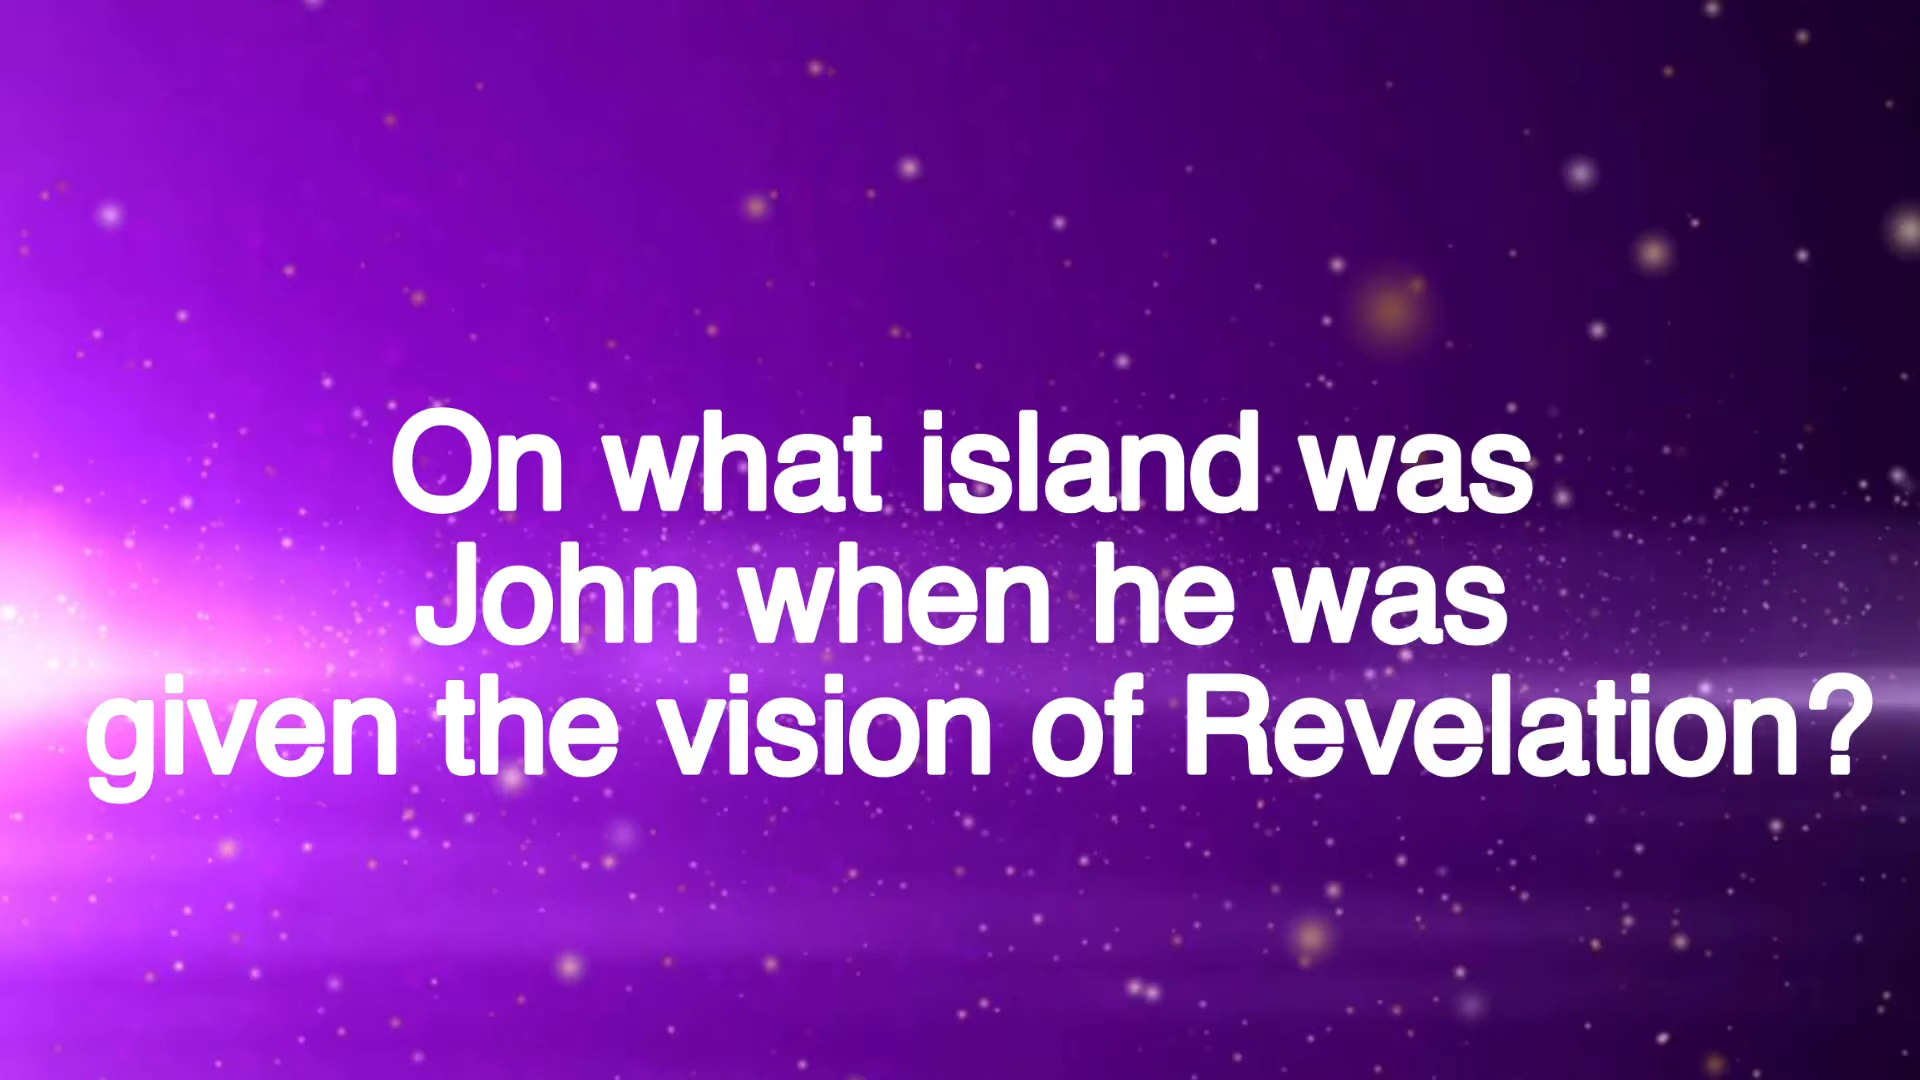 On what island was
John when he was
given the vision of Revelation?